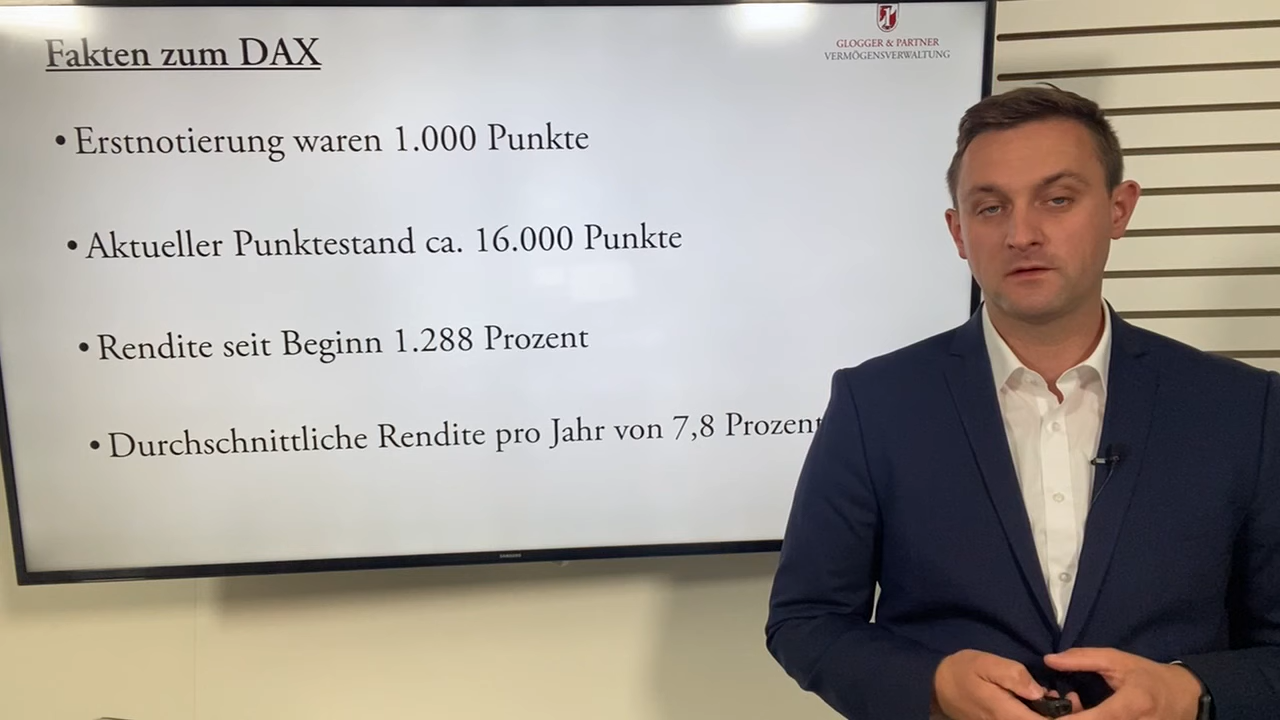 Fakten zum DAX
GLOGGER & PARTNER
VERMÖGENSVERWALTUNG
• Erstnotierung waren 1.000 Punkte
• Aktueller Punktestand ca. 16.000 Punkte
• Rendite seit Beginn 1.288 Prozent
• Durchschnittliche Rendite pro Jahr von 7,8 Prozent
SAMSUNG